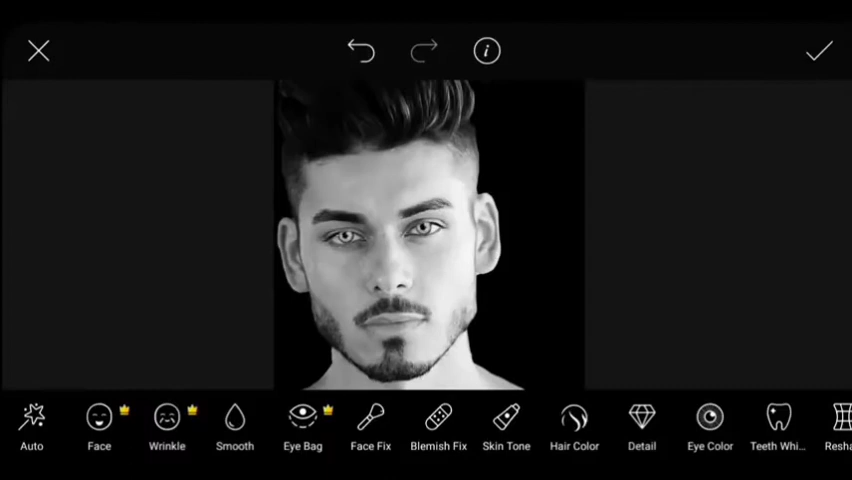 i
Auto
Face
Wrinkle
Smooth
Eye Bag
Face Fix
Blemish Fix
Skin Tone
Hair Color
Detail
Eye Color
Teeth Whi...
Resha